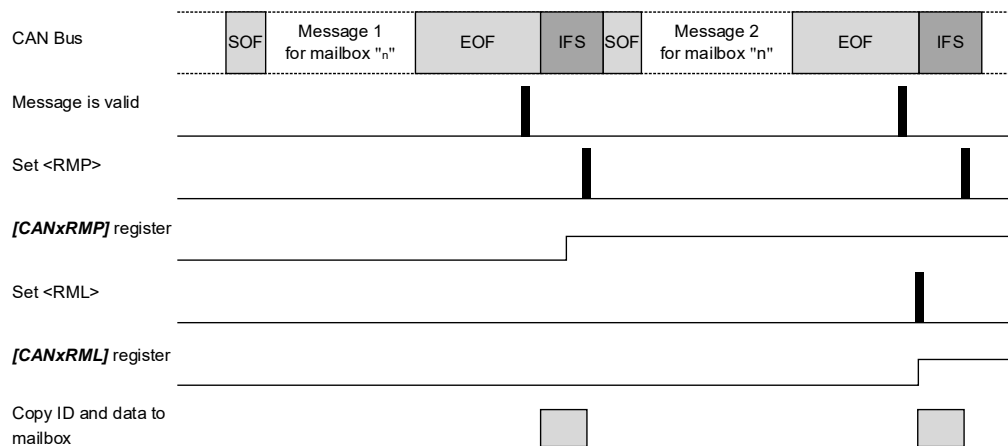 CAN Bus
SOF
Message 1
for mailbox "n"
EOF
IFS
SOF
Message 2
for mailbox "n"
EOF
IFS
Message is valid
Set <RMP>
[CANxRMP] register
Set <RML>
[CANxRML] register
Copy ID and data to
mailbox